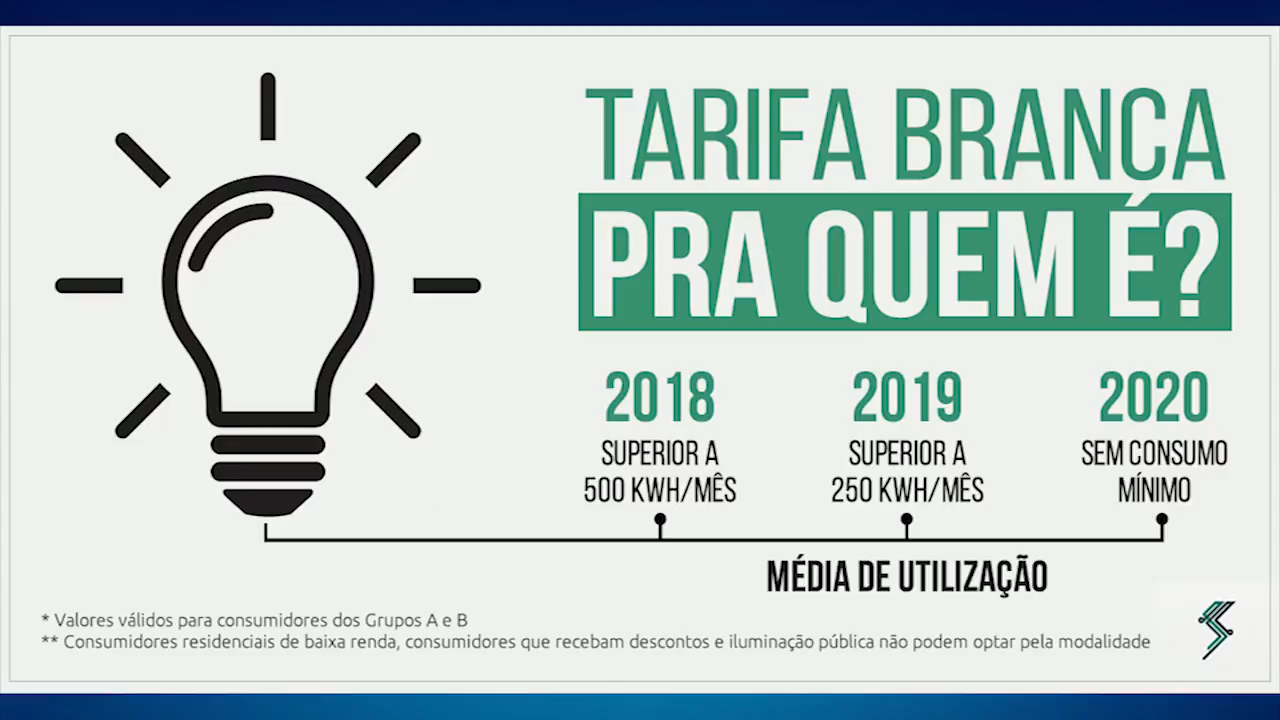 TARIFA BRANCA
PRA QUEM É?
2018
SUPERIOR A
500 KWH/MÊS
2019
SUPERIOR A
250 KWH/MÊS
2020
SEM CONSUMO
MÍNIMO
MÉDIA DE UTILIZAÇÃO
* Valores válidos para consumidores dos Grupos A e B
** Consumidores residenciais de baixa renda, consumidores que recebam descontos e iluminação pública não podem optar pela modalidade